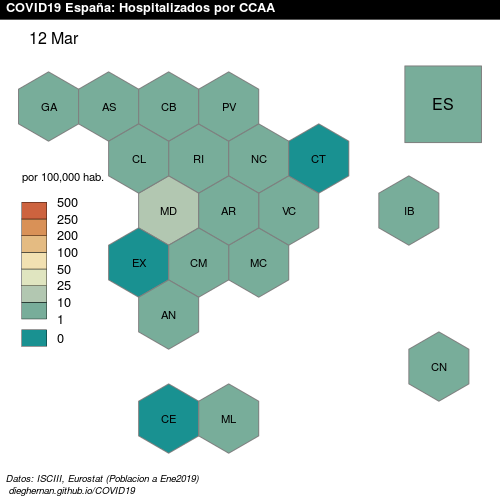 COVID19 España: Hospitalizados por CCAA
12 Mar
GA AS CB PV
ES
CL RI NC CT
por 100,000 hab.
MD AR VC
IB
500
250
200
100
50
25
10
1
0
EX CM MC
AN
CN
CE ML
Datos: ISCIII, Eurostat (Poblacion a Ene2019)
dieghernan.github.io/COVID19